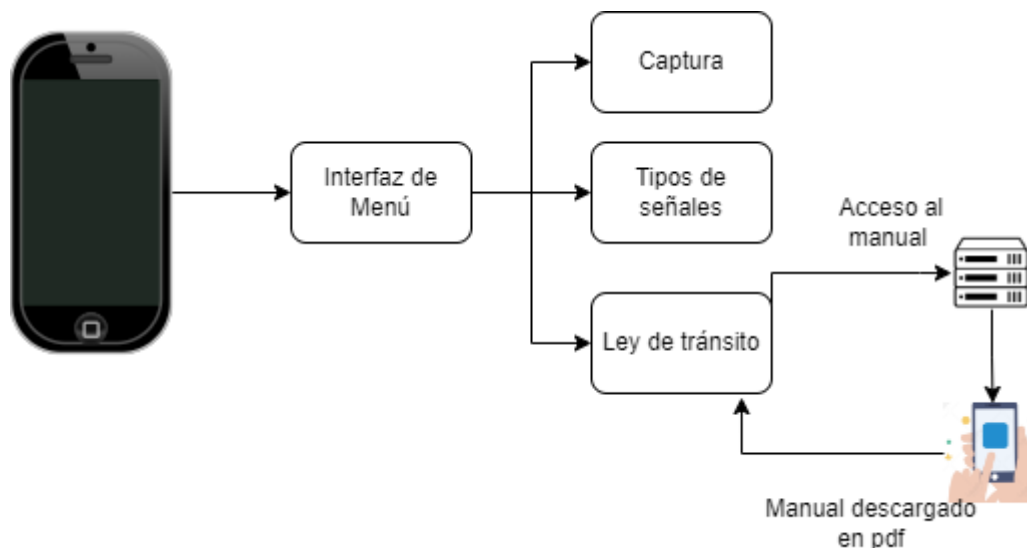 Captura
Interfaz de
Menú
Tipos de
señales
Acceso al
manual
Ley de tránsito
Manual descargado
en pdf